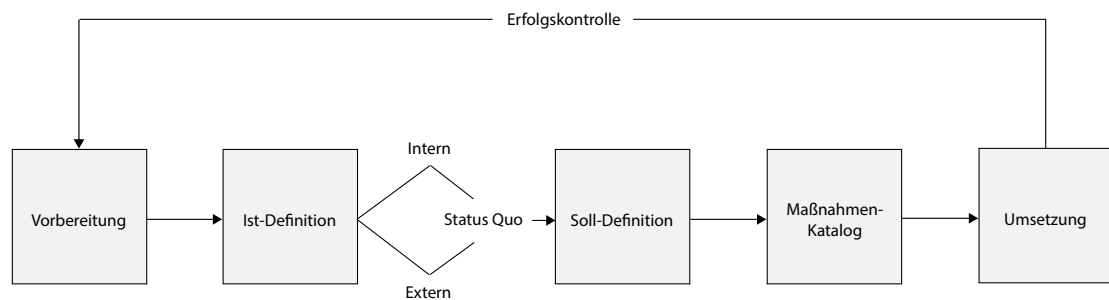 Erfolgskontrolle
Intern
Vorbereitung
Ist-Definition
Status Quo
Soll-Definition
Maßnahmen-
Katalog
Umsetzung
Extern